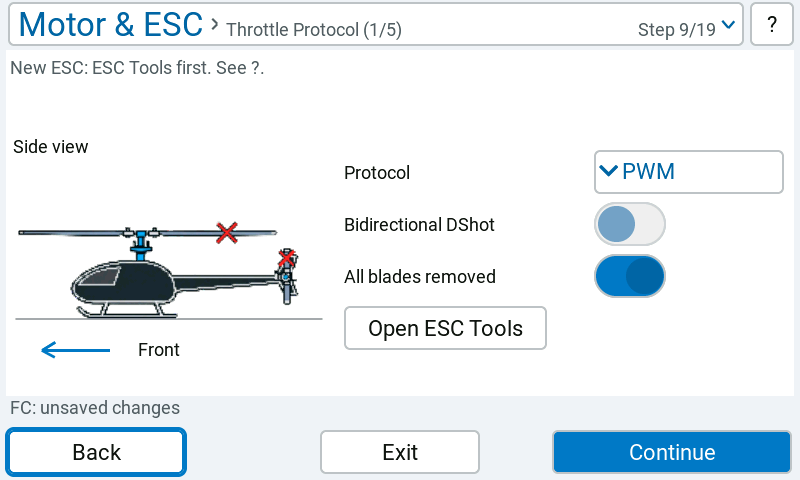 Motor & ESC › Throttle Protocol (1/5) Step 9/19 ?
New ESC: ESC Tools first. See ?.
Side view
Protocol PWM
Bidirectional DShot
All blades removed
Open ESC Tools
Front
FC: unsaved changes
Back Exit Continue